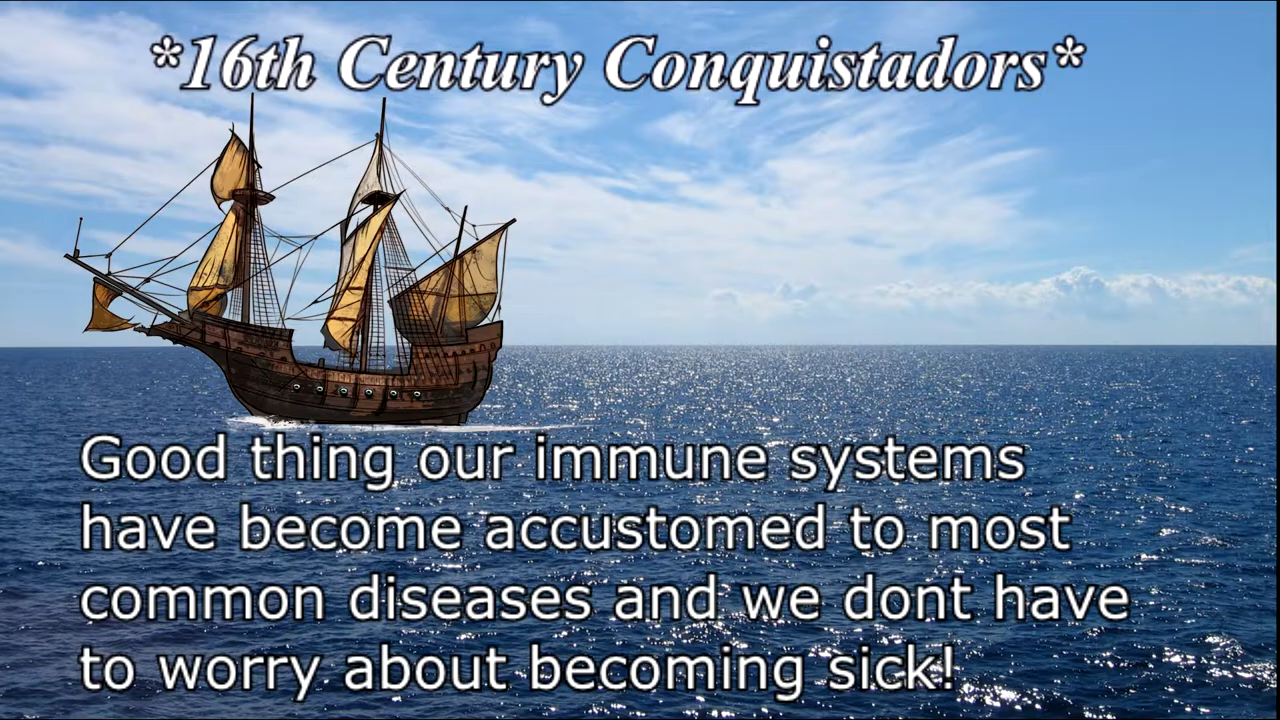 *16th Century Conquistadors*
Good thing our immune systems
have become accustomed to most
common diseases and we dont have
to worry about becoming sick!